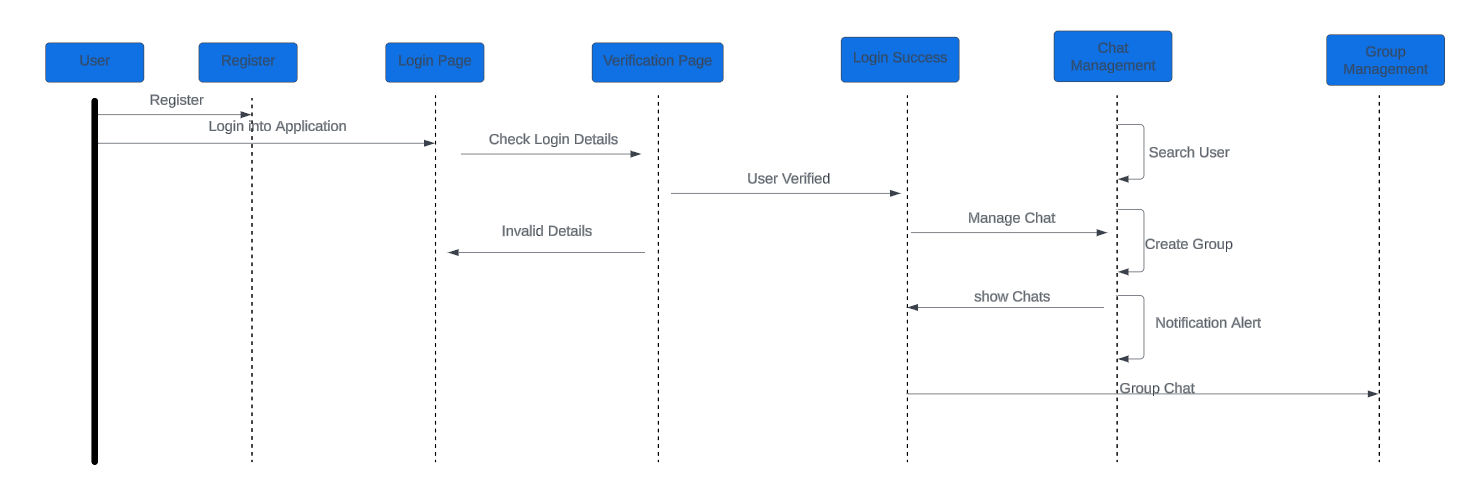 User
Register
Login Page
Verification Page
Login Success
Chat
Management
Group
Management
Register
Login into Application
Check Login Details
Search User
User Verified
Manage Chat
Invalid Details
Create Group
show Chats
Notification Alert
Group Chat